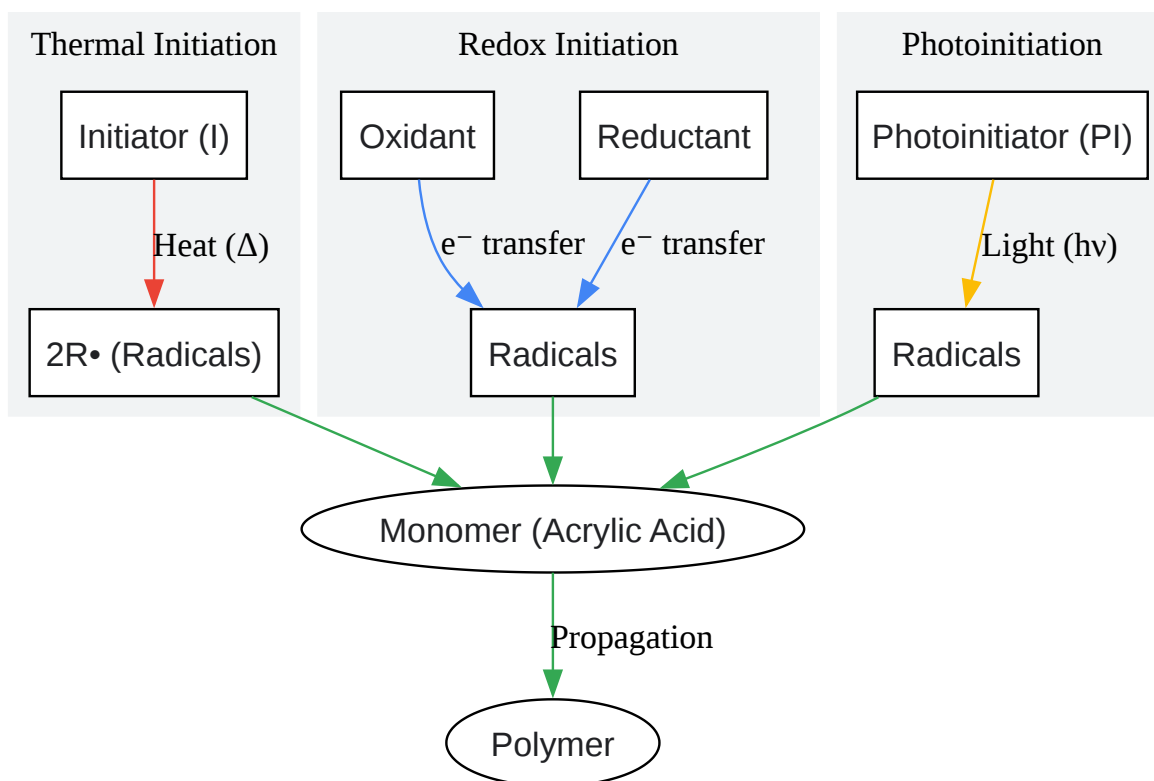 Thermal Initiation
Redox Initiation
Photoinitiation
Initiator (I)
Oxidant
Reductant
Photoinitiator (PI)
Heat (Δ)
e⁻ transfer
e⁻ transfer
Light (hν)
2R• (Radicals)
Radicals
Radicals
Monomer (Acrylic Acid)
Propagation
Polymer